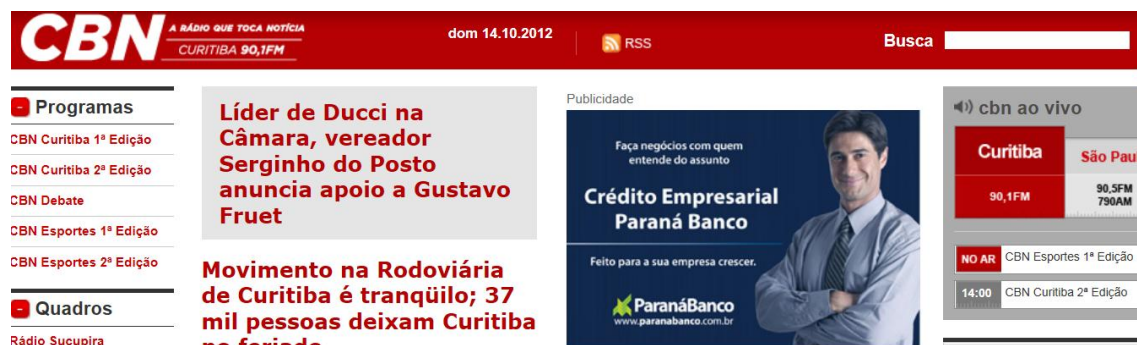 CBN
A RÁDIO QUE TOCA NOTÍCIA
CURITIBA 90,1FM
dom 14.10.2012
RSS
Busca
Programas
CBN Curitiba 1ª Edição
CBN Curitiba 2ª Edição
CBN Debate
CBN Esportes 1ª Edição
CBN Esportes 2ª Edição
Quadros
Rádio Sucupira
Líder de Ducci na
Câmara, vereador
Serginho do Posto
anuncia apoio a Gustavo
Fruet
Movimento na Rodoviária
de Curitiba é tranqüilo; 37
mil pessoas deixam Curitiba
no feriado
Publicidade
Faça negócios com quem
entende do assunto
Crédito Empresarial
Paraná Banco
Feito para a sua empresa crescer.
ParanáBanco
www.paranabanco.com.br
cbn ao vivo
Curitiba
São Pau
90,1FM
90,5FM
790AM
NO AR CBN Esportes 1ª Edição
14:00 CBN Curitiba 2ª Edição